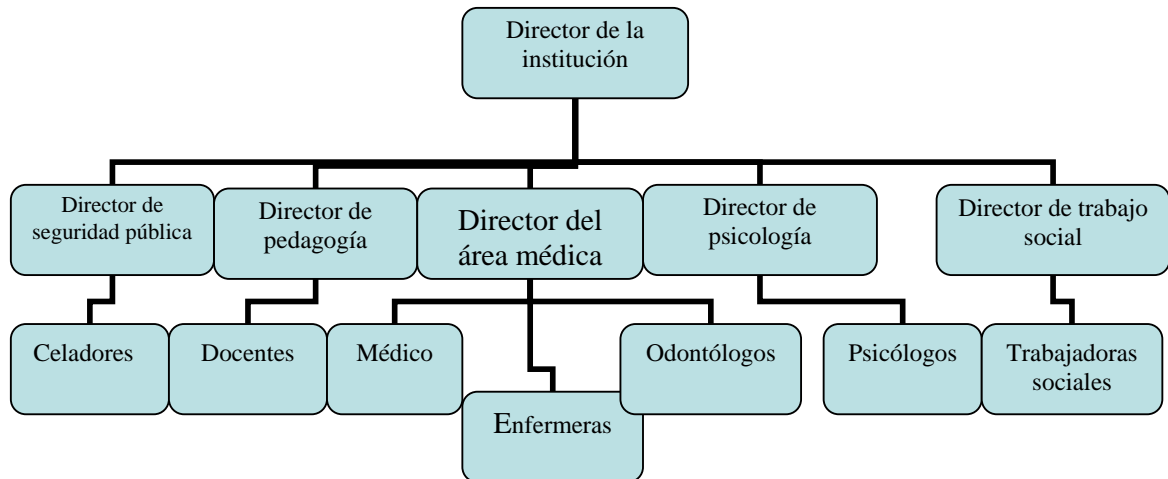 Director de la
institución
Director de
seguridad pública
Director de
pedagogía
Director del
área médica
Director de
psicología
Director de trabajo
social
Celadores
Docentes
Médico
Enfermeras
Odontólogos
Psicólogos
Trabajadoras
sociales